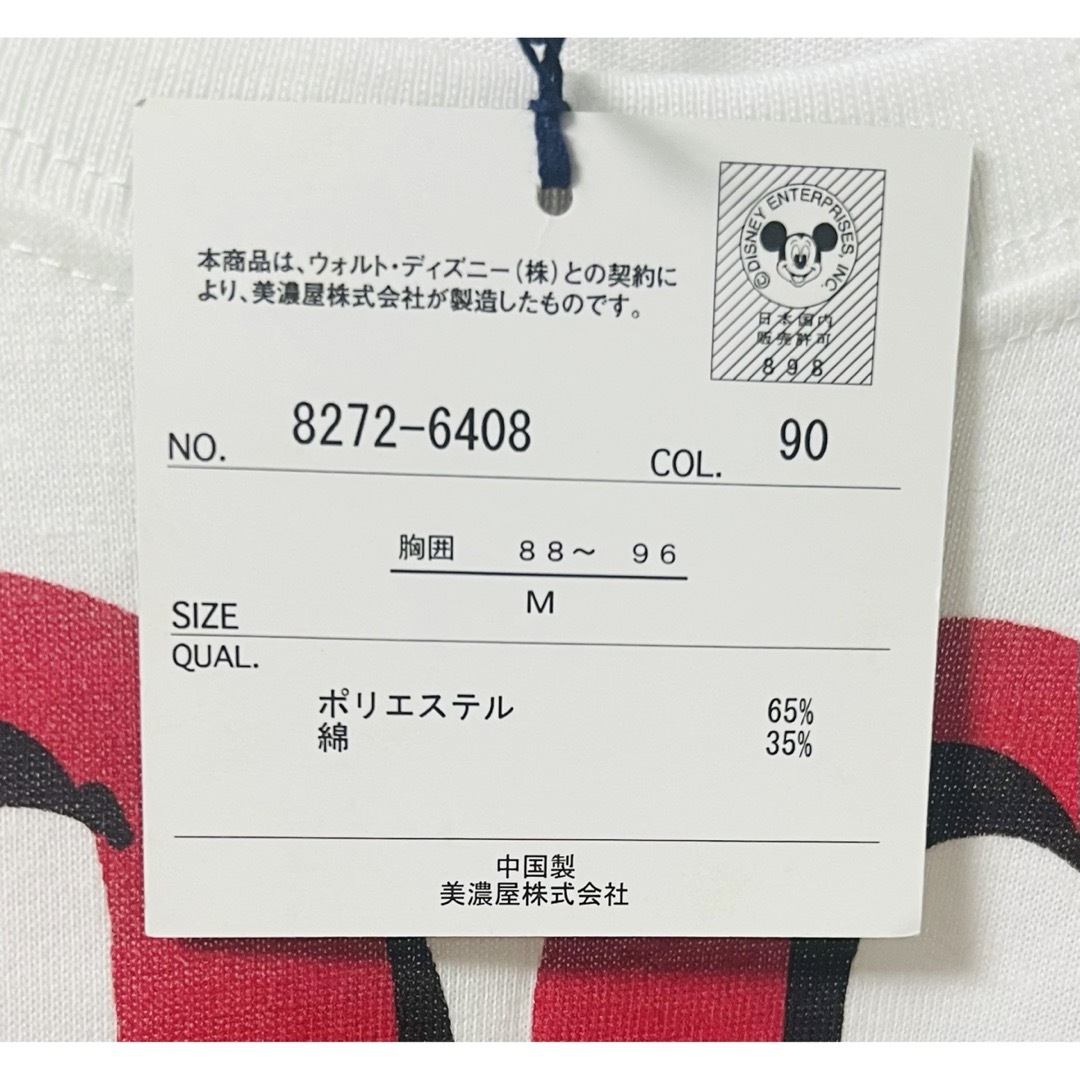 本商品は、ウォルト・ディズニー(株)との契約に
より、美濃屋株式会社が製造したものです。
©DISNEY ENTERPRISES, INC.
日本国内
販売許可
898
NO. 8272-6408 COL. 90
胸囲 88～ 96
SIZE M
QUAL.
ポリエステル 65%
綿 35%
中国製
美濃屋株式会社